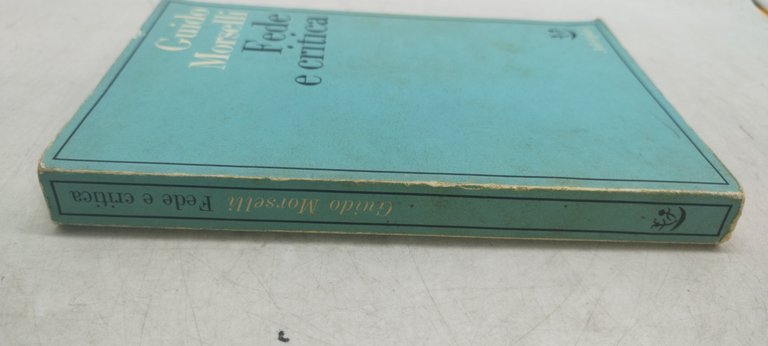 Guido
Morselli
Fede
e critica
Guido Morselli Fede e critica